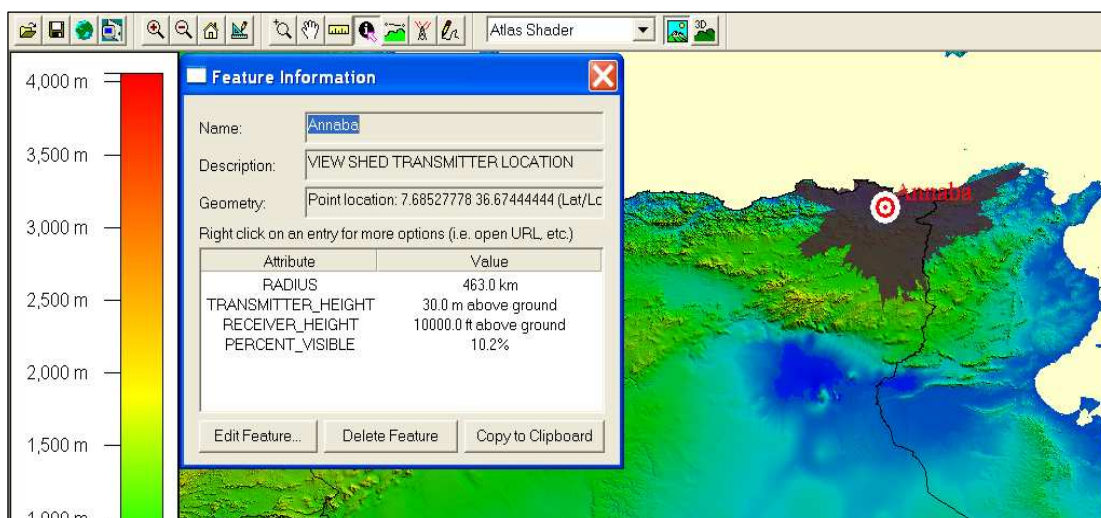 Atlas Shader
3D
4,000 m
3,500 m
3,000 m
2,500 m
2,000 m
1,500 m
1,000 m
Feature Information
Name: Annaba
Description: VIEW SHED TRANSMITTER LOCATION
Geometry: Point location: 7.68527778 36.67444444 (Lat/Lo
Right click on an entry for more options (i.e. open URL, etc.)
Attribute Value
RADIUS 463.0 km
TRANSMITTER_HEIGHT 30.0 m above ground
RECEIVER_HEIGHT 10000.0 ft above ground
PERCENT_VISIBLE 10.2%
Edit Feature... Delete Feature Copy to Clipboard
Annaba